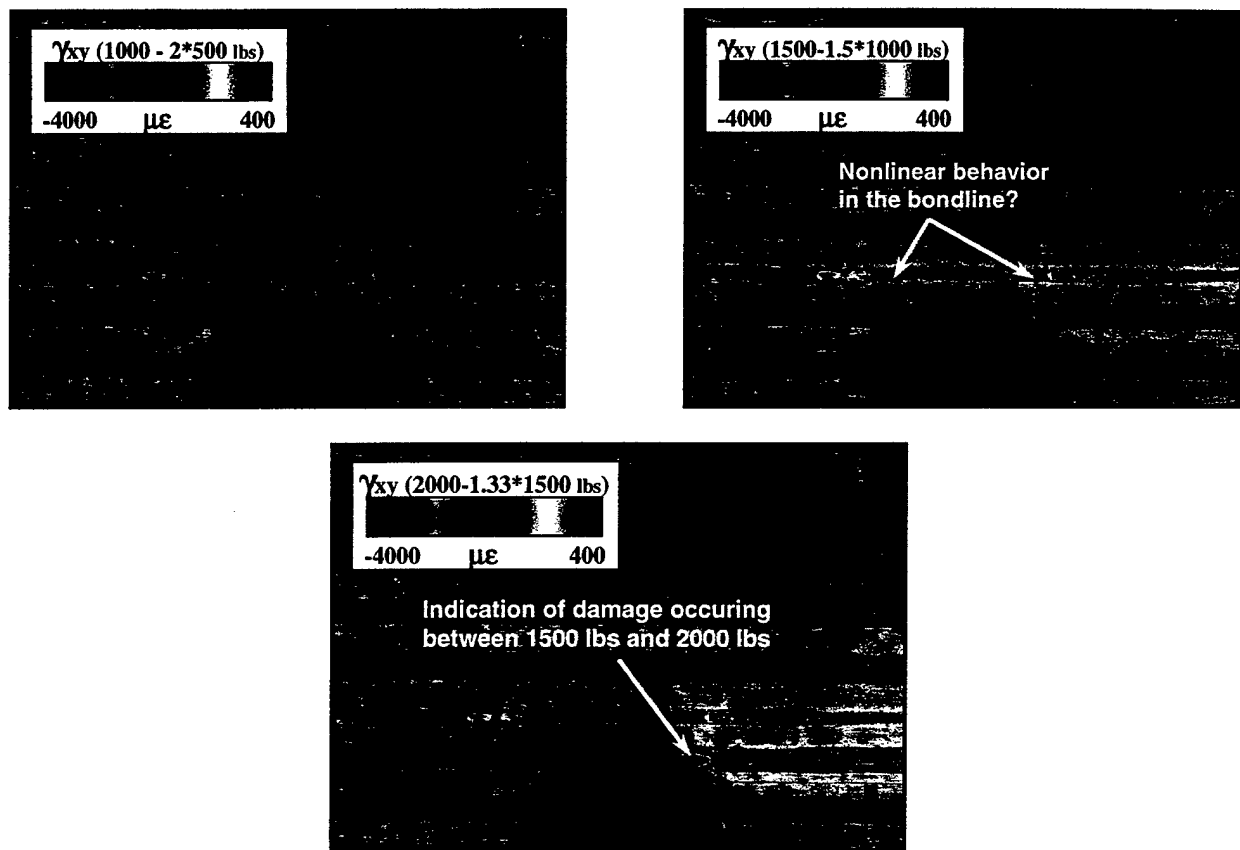 γxy (1000 - 2*500 lbs)
-4000 με 400
γxy (1500-1.5*1000 lbs)
-4000 με 400
Nonlinear behavior
in the bondline?
γxy (2000-1.33*1500 lbs)
-4000 με 400
Indication of damage occuring
between 1500 lbs and 2000 lbs